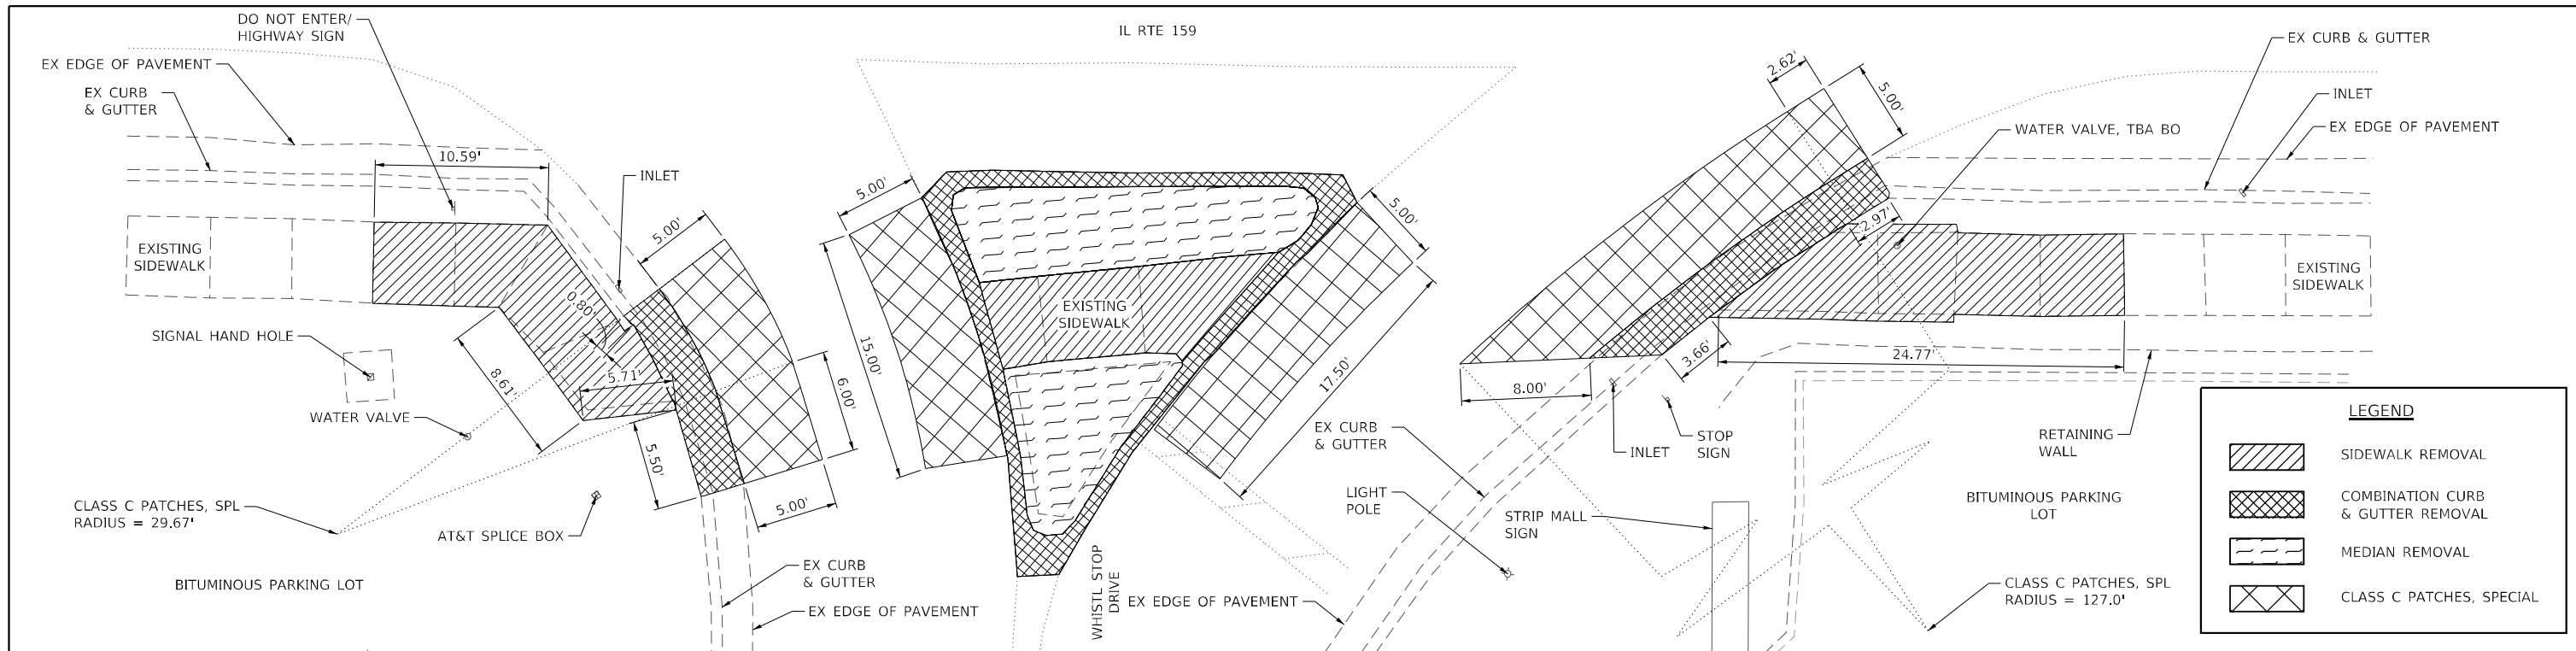 DO NOT ENTER/
HIGHWAY SIGN
IL RTE 159
EX EDGE OF PAVEMENT
EX CURB
& GUTTER
10.59'
INLET
EXISTING
SIDEWALK
5.00'
0.80'
SIGNAL HAND HOLE
8.61'
5.71'
6.00'
WATER VALVE
5.50'
5.00'
CLASS C PATCHES, SPL
RADIUS = 29.67'
AT&T SPLICE BOX
BITUMINOUS PARKING LOT
EX CURB
& GUTTER
EX EDGE OF PAVEMENT
5.00'
15.00'
EXISTING
SIDEWALK
5.00'
17.50'
WHISTL STOP
DRIVE
EX CURB
& GUTTER
LIGHT
POLE
EX EDGE OF PAVEMENT
2.62'
5.00'
EX CURB & GUTTER
INLET
EX EDGE OF PAVEMENT
WATER VALVE, TBA BO
2.97'
EXISTING
SIDEWALK
3.66'
24.77'
8.00'
INLET
STOP
SIGN
RETAINING
WALL
STRIP MALL
SIGN
BITUMINOUS PARKING
LOT
CLASS C PATCHES, SPL
RADIUS = 127.0'
LEGEND
SIDEWALK REMOVAL
COMBINATION CURB
& GUTTER REMOVAL
MEDIAN REMOVAL
CLASS C PATCHES, SPECIAL